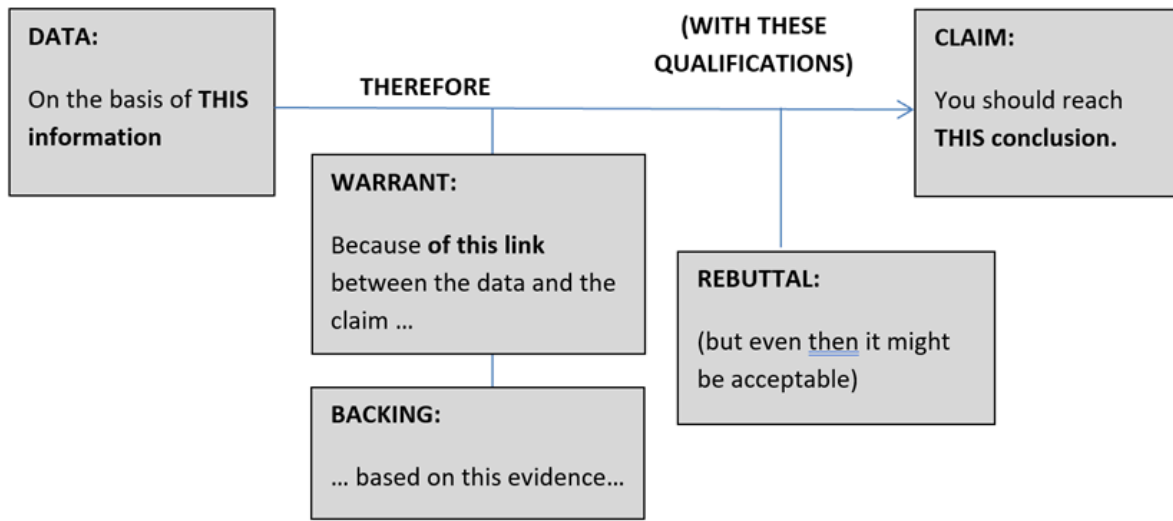 DATA:
On the basis of THIS
information
THEREFORE
(WITH THESE
QUALIFICATIONS)
CLAIM:
You should reach
THIS conclusion.
WARRANT:
Because of this link
between the data and the
claim …
REBUTTAL:
(but even then it might
be acceptable)
BACKING:
… based on this evidence…